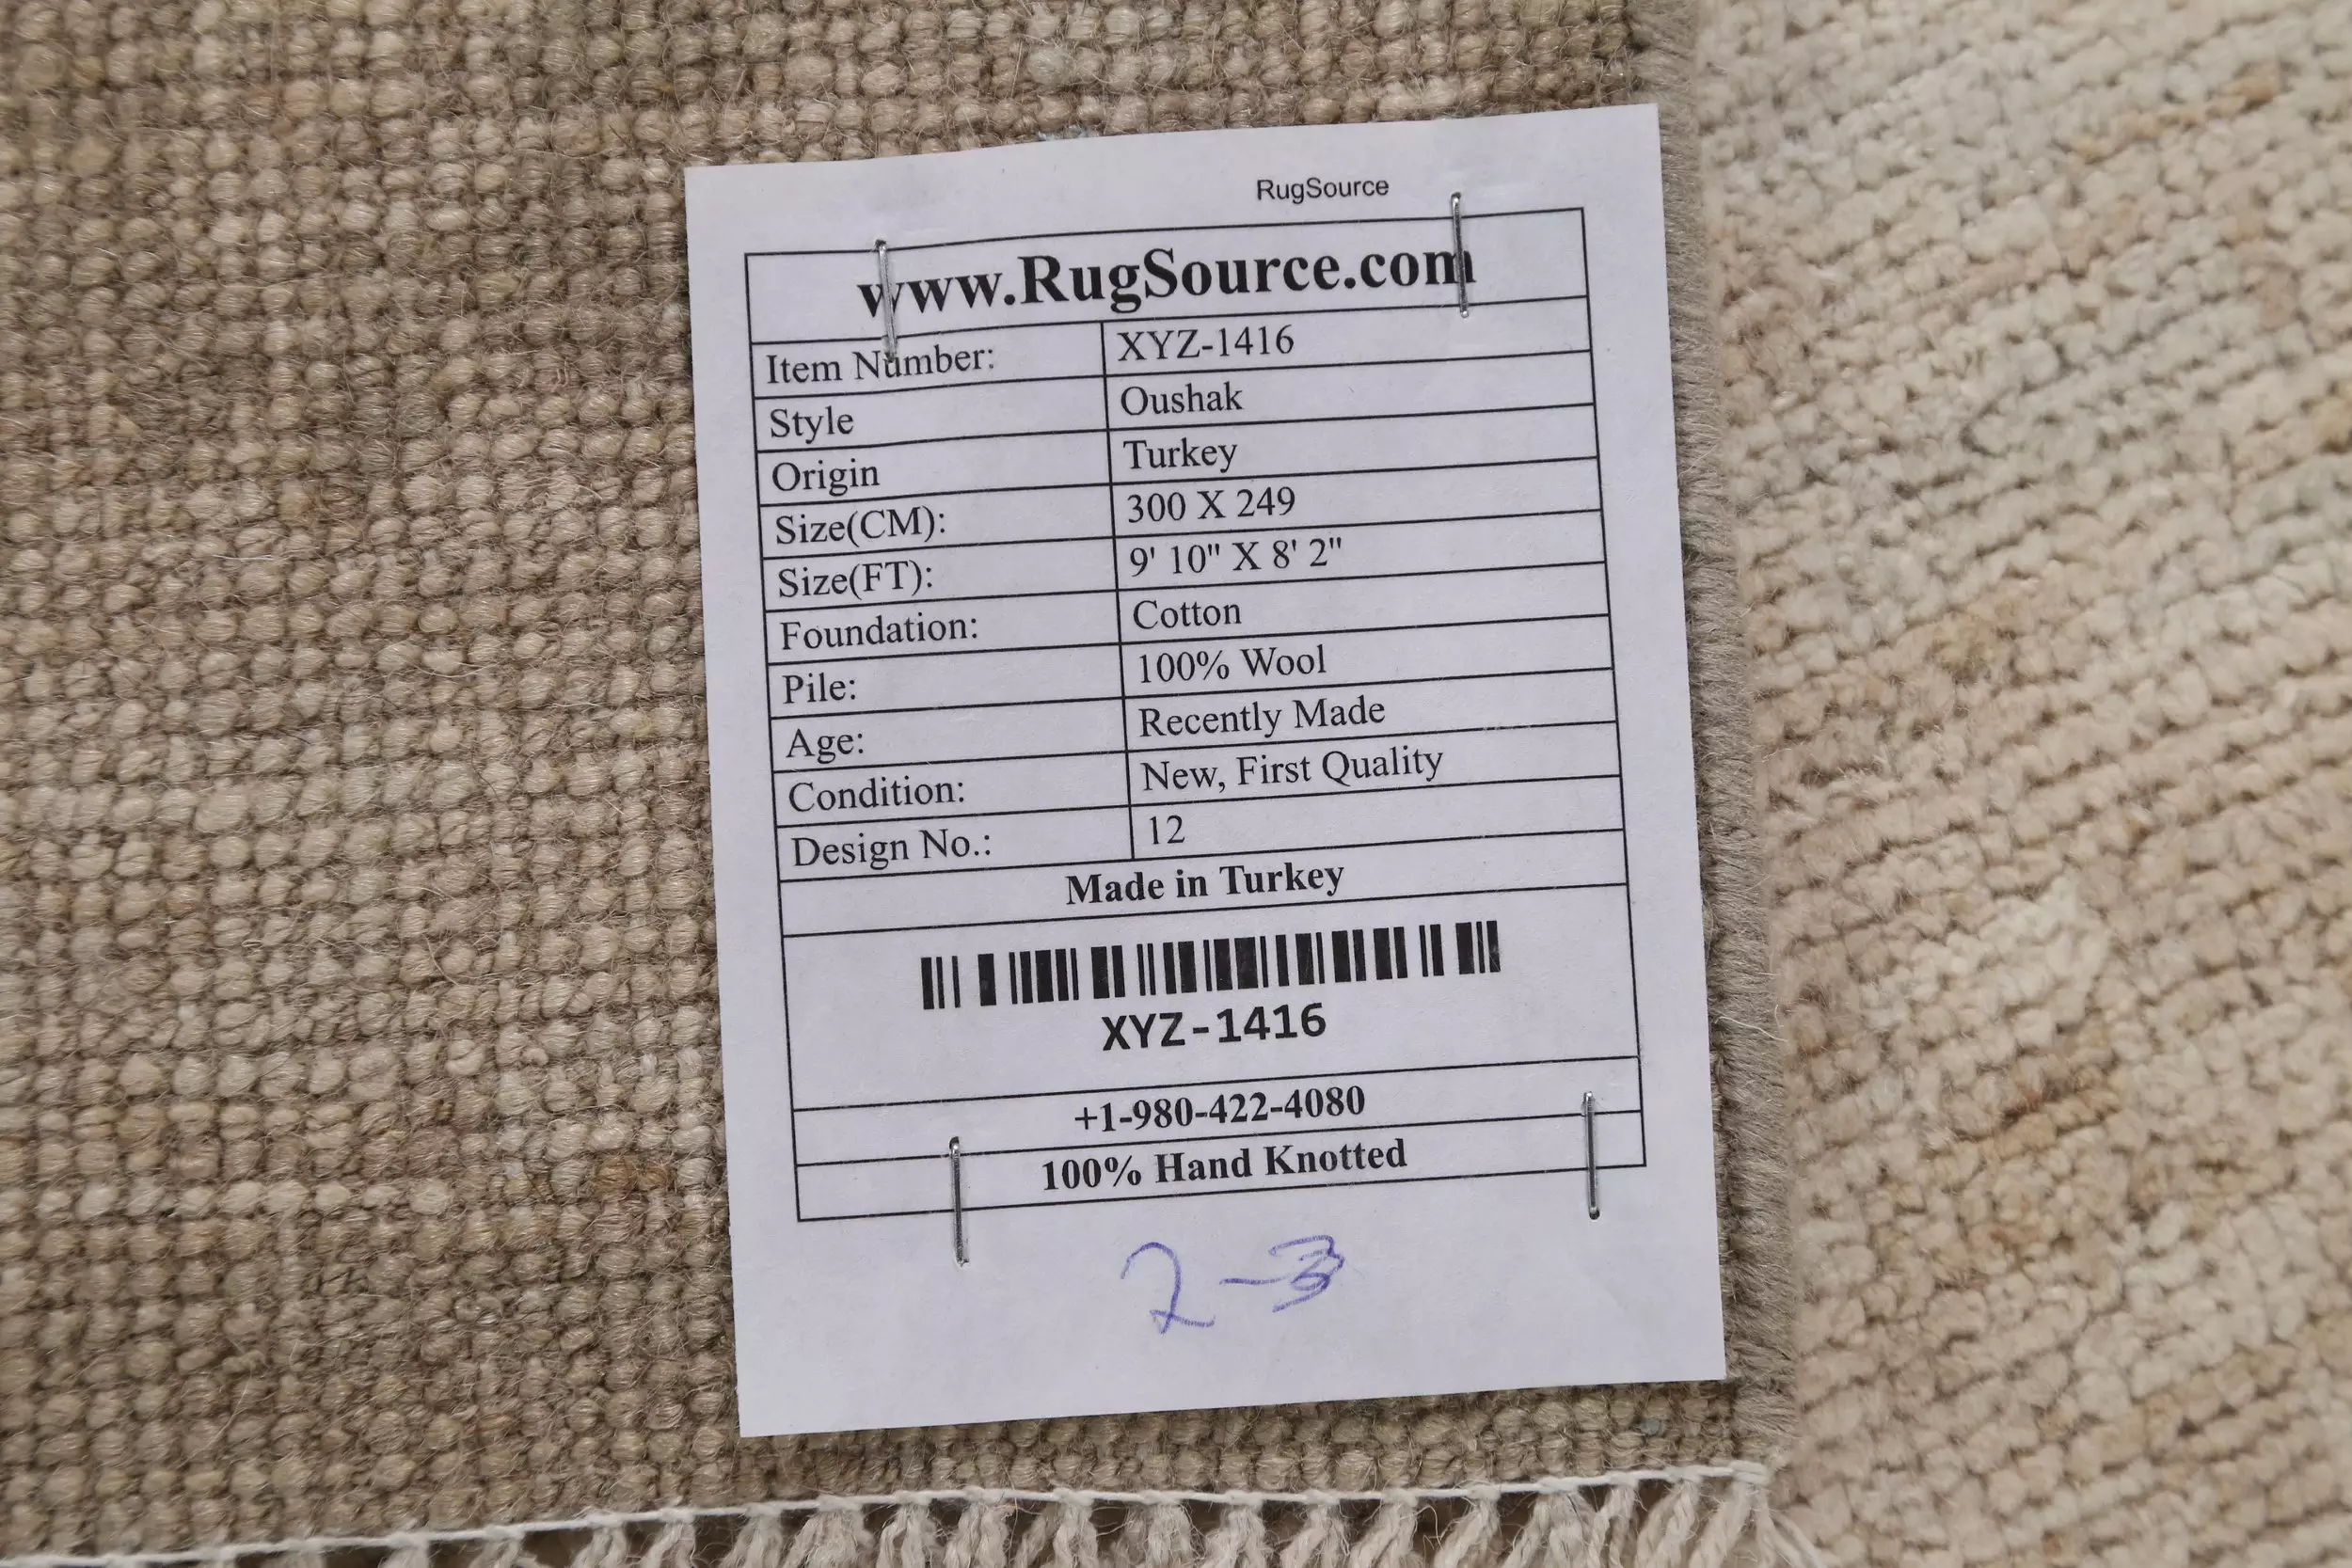 RugSource
www.RugSource.com
Item Number: XYZ-1416
Style Oushak
Origin Turkey
Size(CM): 300 X 249
Size(FT): 9' 10" X 8' 2"
Foundation: Cotton
Pile: 100% Wool
Age: Recently Made
Condition: New, First Quality
Design No.: 12
Made in Turkey
XYZ-1416
+1-980-422-4080
100% Hand Knotted
2-3